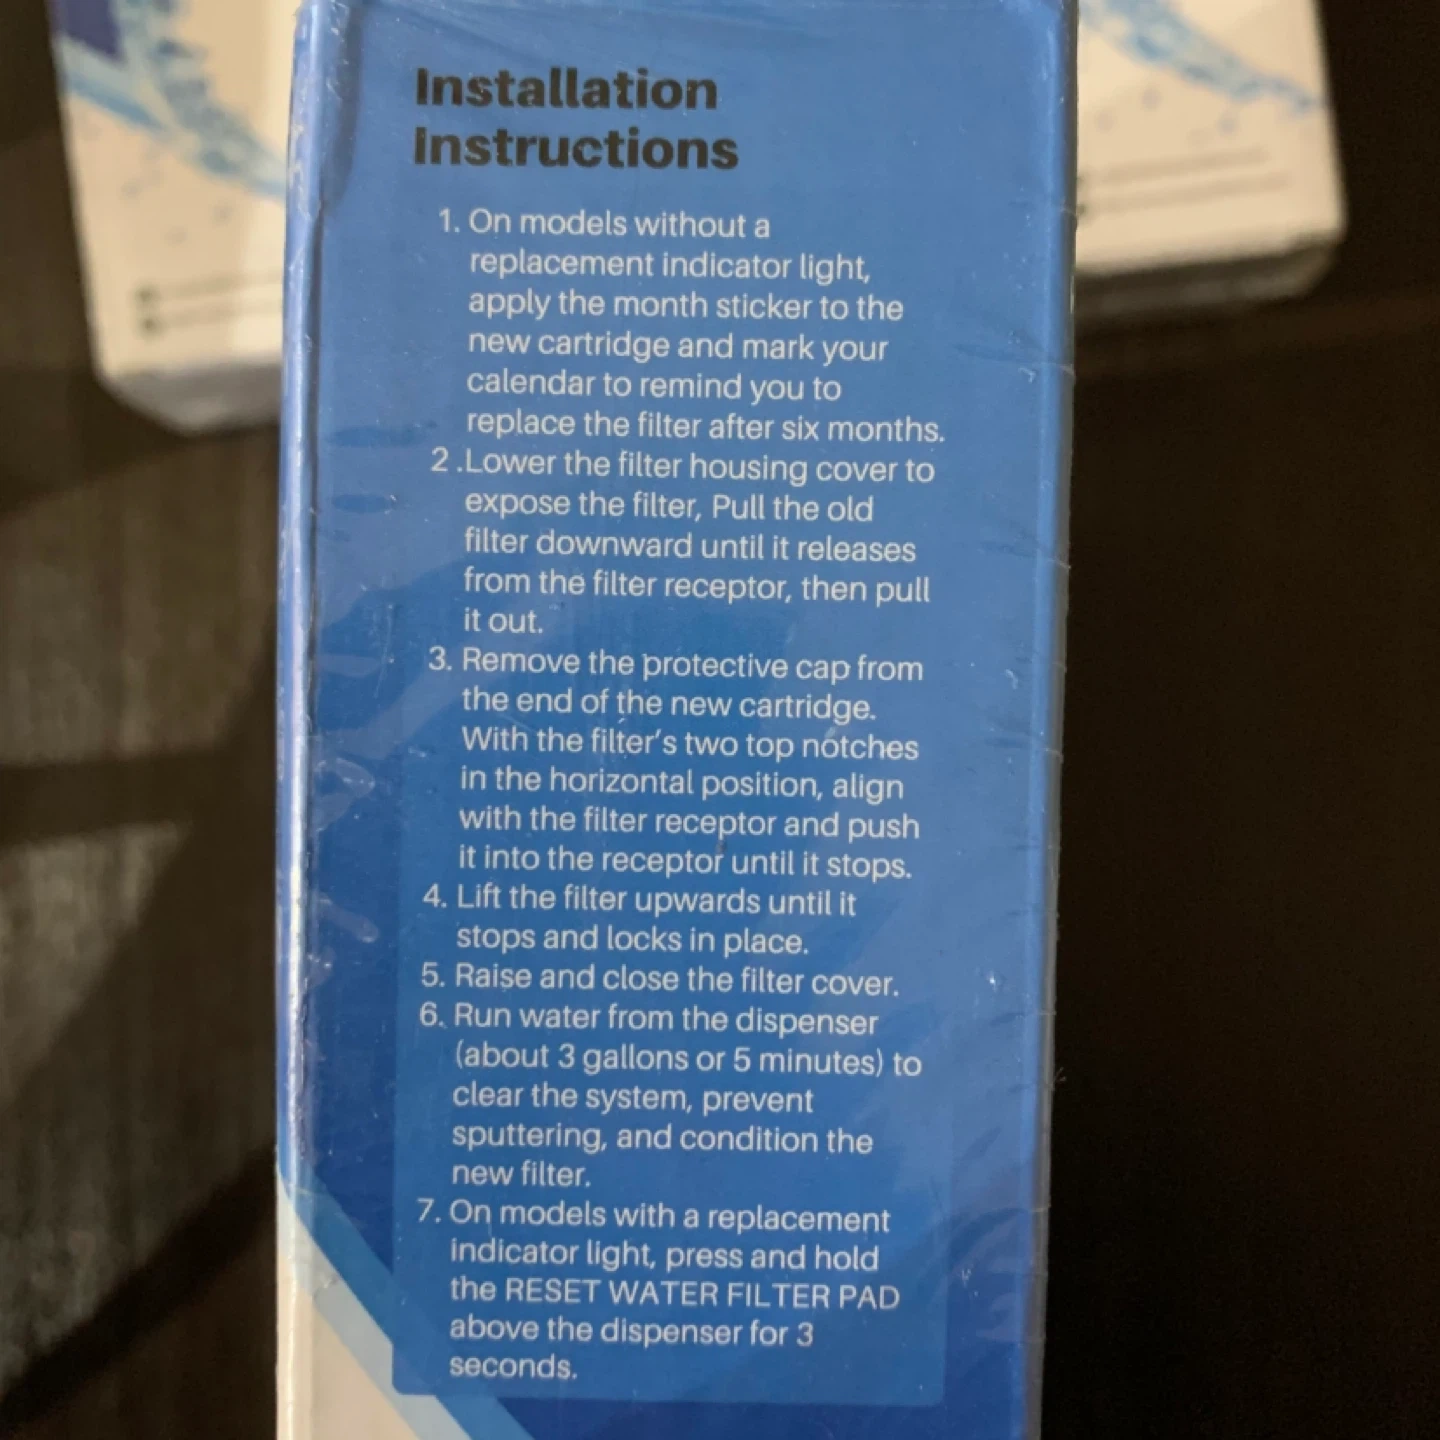 Installation
Instructions
1. On models without a
replacement indicator light,
apply the month sticker to the
new cartridge and mark your
calendar to remind you to
replace the filter after six months.
2 .Lower the filter housing cover to
expose the filter, Pull the old
filter downward until it releases
from the filter receptor, then pull
it out.
3. Remove the protective cap from
the end of the new cartridge.
With the filter's two top notches
in the horizontal position, align
with the filter receptor and push
it into the receptor until it stops.
4. Lift the filter upwards until it
stops and locks in place.
5. Raise and close the filter cover.
6. Run water from the dispenser
(about 3 gallons or 5 minutes) to
clear the system, prevent
sputtering, and condition the
new filter.
7. On models with a replacement
indicator light, press and hold
the RESET WATER FILTER PAD
above the dispenser for 3
seconds.